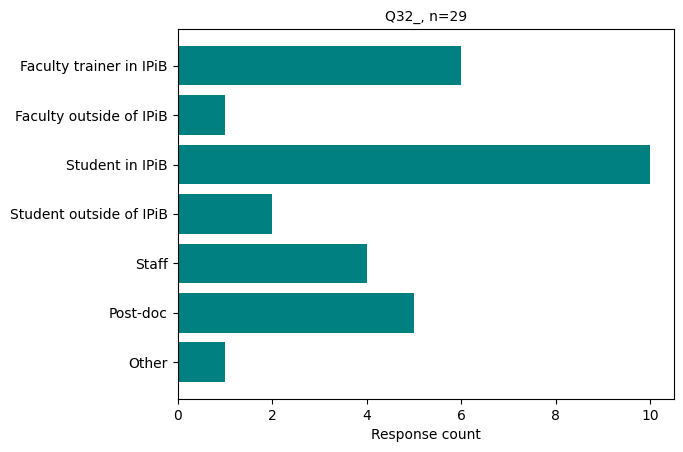 Q32_, n=29
Faculty trainer in IPiB
Faculty outside of IPiB
Student in IPiB
Student outside of IPiB
Staff
Post-doc
Other
0 2 4 6 8 10
Response count